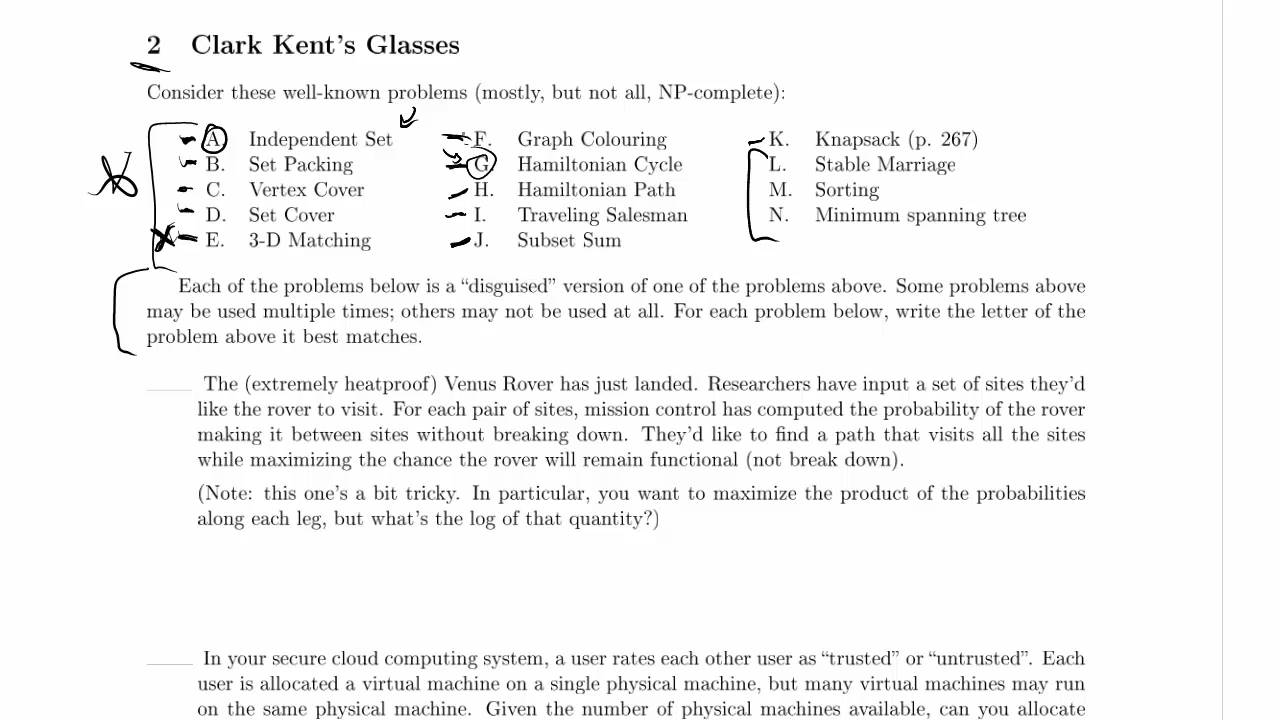 2 Clark Kent's Glasses
Consider these well-known problems (mostly, but not all, NP-complete):
A. Independent Set
B. Set Packing
C. Vertex Cover
D. Set Cover
E. 3-D Matching
F. Graph Colouring
G. Hamiltonian Cycle
H. Hamiltonian Path
I. Traveling Salesman
J. Subset Sum
K. Knapsack (p. 267)
L. Stable Marriage
M. Sorting
N. Minimum spanning tree
Each of the problems below is a “disguised” version of one of the problems above. Some problems above
may be used multiple times; others may not be used at all. For each problem below, write the letter of the
problem above it best matches.
The (extremely heatproof) Venus Rover has just landed. Researchers have input a set of sites they'd
like the rover to visit. For each pair of sites, mission control has computed the probability of the rover
making it between sites without breaking down. They'd like to find a path that visits all the sites
while maximizing the chance the rover will remain functional (not break down).
(Note: this one's a bit tricky. In particular, you want to maximize the product of the probabilities
along each leg, but what's the log of that quantity?)
In your secure cloud computing system, a user rates each other user as “trusted” or “untrusted”. Each
user is allocated a virtual machine on a single physical machine, but many virtual machines may run
on the same physical machine. Given the number of physical machines available, can you allocate